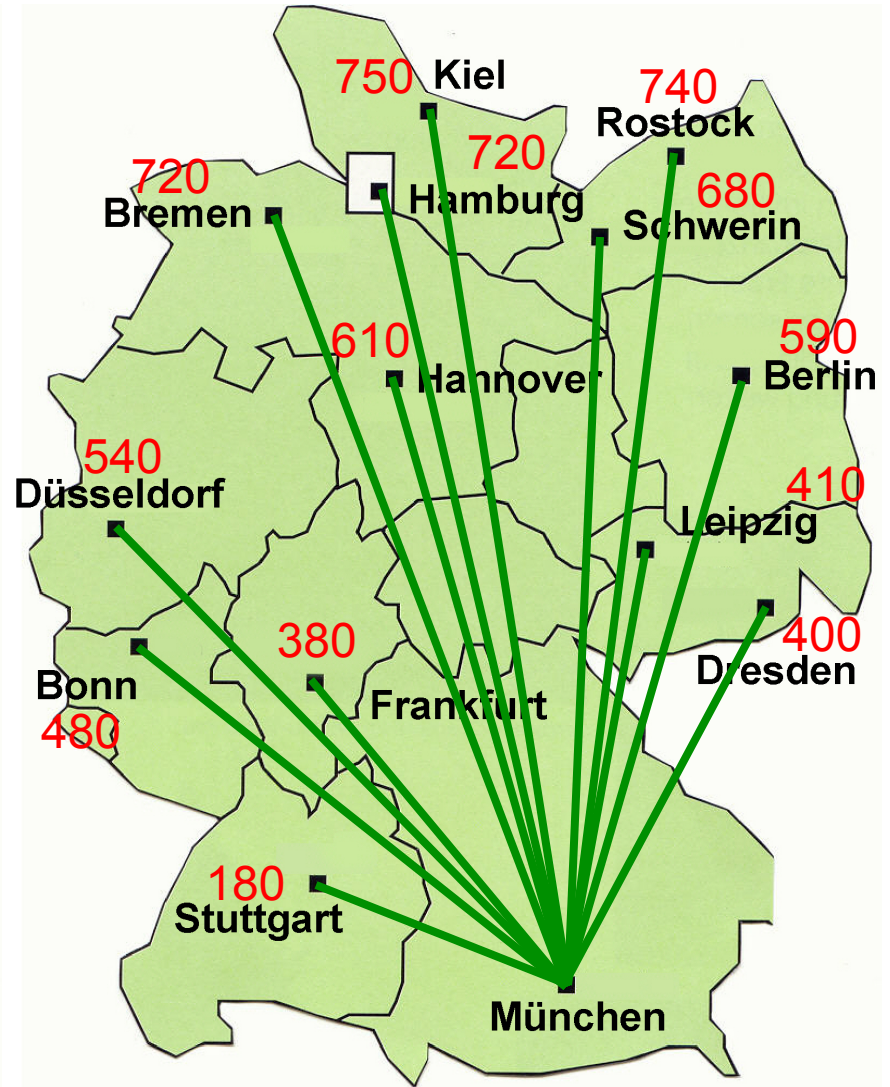 750 Kiel
740
Rostock
720
Hamburg
720
Bremen
680
Schwerin
610
Hannover
590
Berlin
540
Düsseldorf
410
Leipzig
380
Frankfurt
400
Dresden
Bonn
480
180
Stuttgart
München